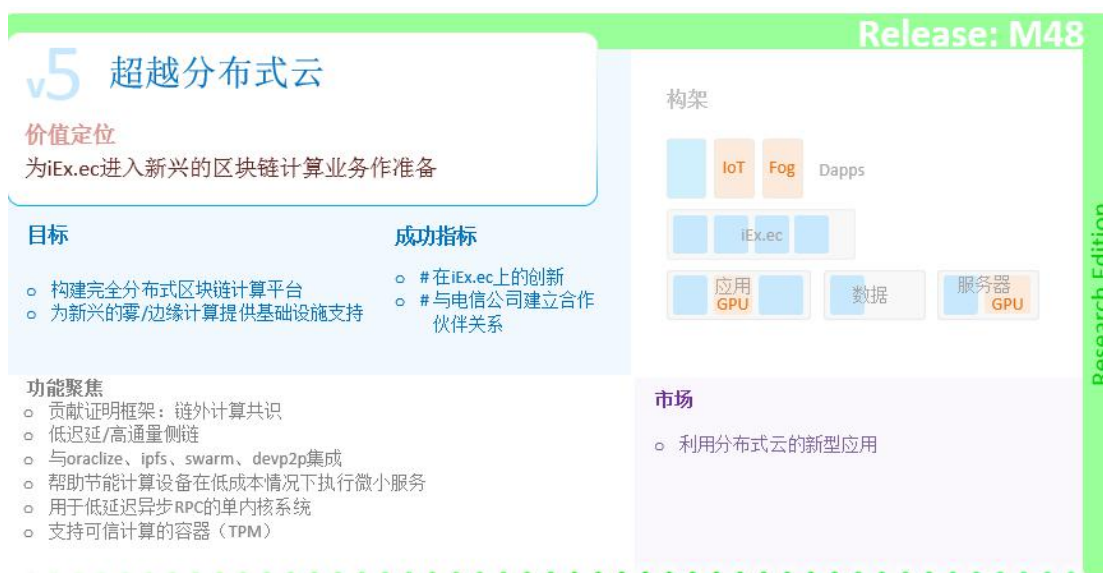 Release: M48
v5 超越分布式云
价值定位
为iEx.ec进入新兴的区块链计算业务作准备
目标
构建完全分布式区块链计算平台
为新兴的雾/边缘计算提供基础设施支持
成功指标
#在iEx.ec上的创新
#与电信公司建立合作
伙伴关系
构架
IoT Fog Dapps
iEx.ec
应用
GPU
数据
服务器
GPU
Research Edition
功能聚焦
贡献证明框架：链外计算共识
低迟延/高通量侧链
与oraclize、ipfs、swarm、devp2p集成
帮助节能计算设备在低成本情况下执行微小服务
用于低延迟异步RPC的单内核系统
支持可信计算的容器（TPM）
市场
利用分布式云的新型应用